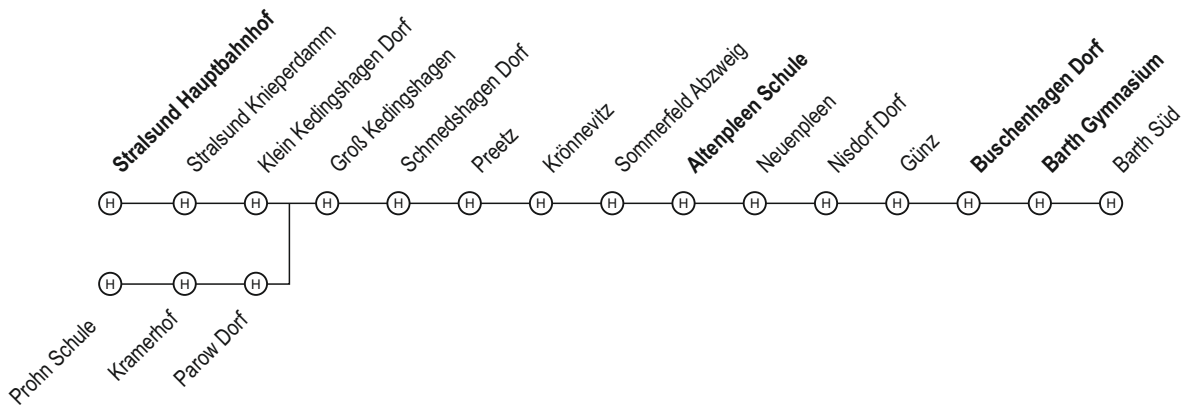 Stralsund Hauptbahnhof
Stralsund Knieperdamm
Klein Kedingshagen Dorf
Groß Kedingshagen
Schmedshagen Dorf
Preetz
Krönnevitz
Sommerfeld Abzweig
Altenpleen Schule
Neuenpleen
Nisdorf Dorf
Günz
Buschenhagen Dorf
Barth Gymnasium
Barth Süd
H H H H H H H H H H H H H H H
H H H
Prohn Schule
Kramerhof
Parow Dorf